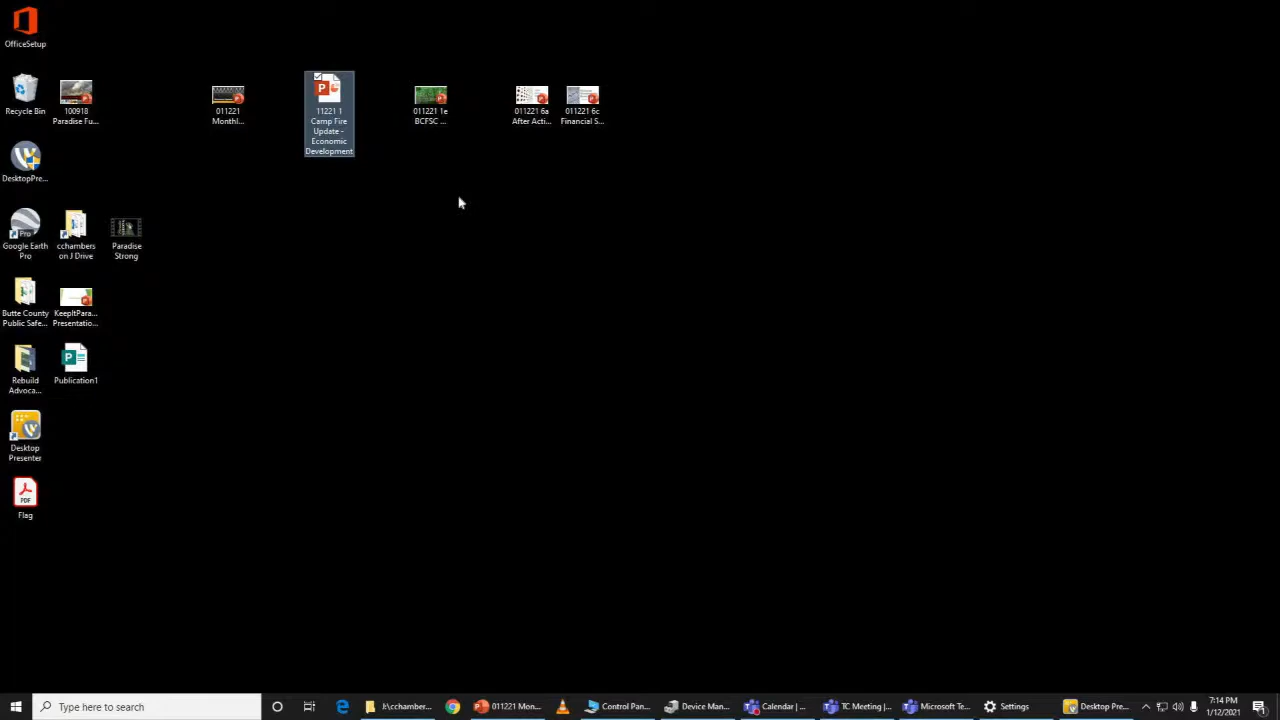 OfficeSetup
Recycle Bin
100918
Paradise Fu...
011221
Monthl...
11221 1
Camp Fire
Update -
Economic
Development
011221 1e
BCFSC ...
011221 6a
After Acti...
011221 6c
Financial S...
DesktopPre...
Pro
Google Earth
Pro
cchambers
on J Drive
Paradise
Strong
Butte County
Public Safe...
KeepItPara...
Presentatio...
Rebuild
Advoca...
Publication1
Desktop
Presenter
PDF
Flag
Type here to search
J:\cchamber...
011221 Mon...
Control Pan...
Device Man...
Calendar | ...
TC Meeting |...
Microsoft Te...
Settings
Desktop Pre...
7:14 PM
1/12/2021